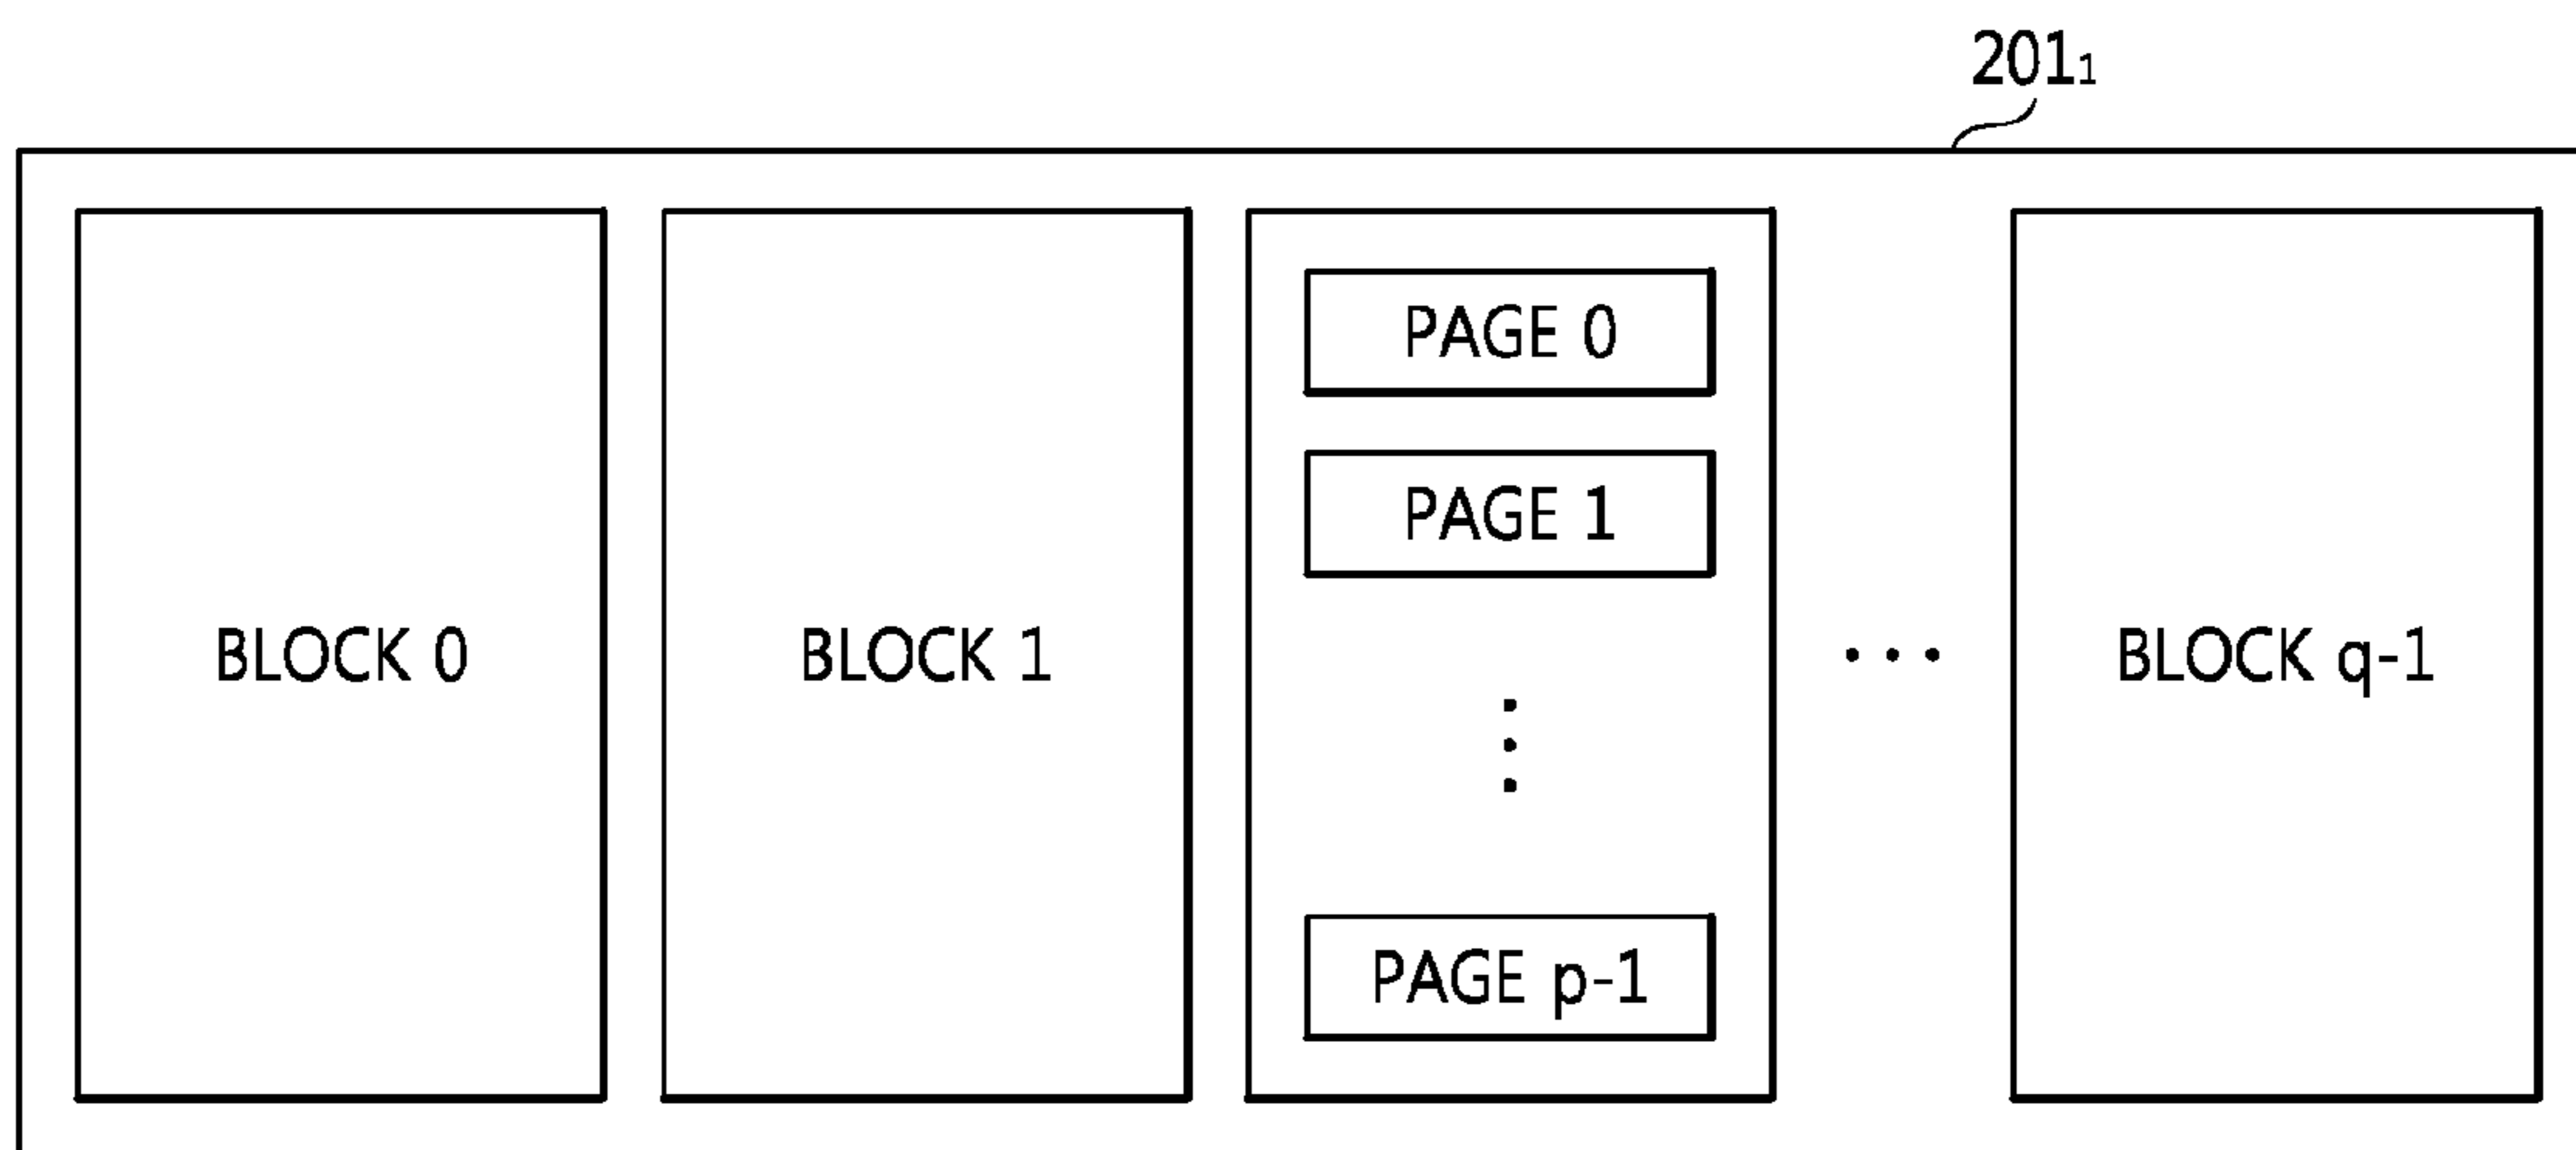 201₁
PAGE 0
PAGE 1
BLOCK 0
BLOCK 1
...
BLOCK q-1
PAGE p-1